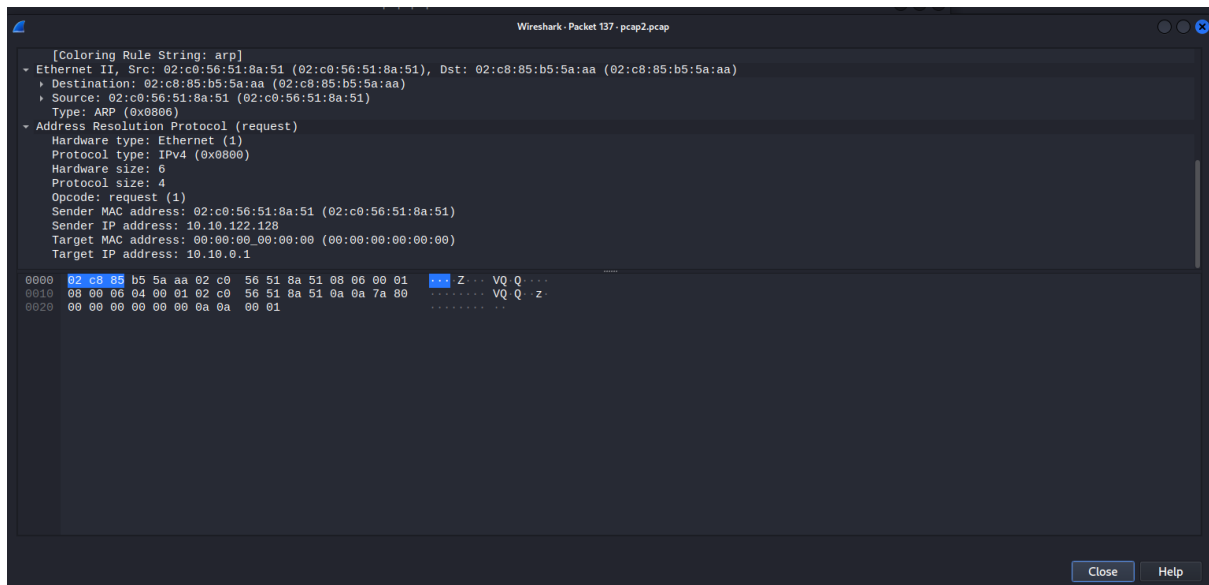 Wireshark · Packet 137 · pcap2.pcap
[Coloring Rule String: arp]
Ethernet II, Src: 02:c0:56:51:8a:51 (02:c0:56:51:8a:51), Dst: 02:c8:85:b5:5a:aa (02:c8:85:b5:5a:aa)
Destination: 02:c8:85:b5:5a:aa (02:c8:85:b5:5a:aa)
Source: 02:c0:56:51:8a:51 (02:c0:56:51:8a:51)
Type: ARP (0x0806)
Address Resolution Protocol (request)
Hardware type: Ethernet (1)
Protocol type: IPv4 (0x0800)
Hardware size: 6
Protocol size: 4
Opcode: request (1)
Sender MAC address: 02:c0:56:51:8a:51 (02:c0:56:51:8a:51)
Sender IP address: 10.10.122.128
Target MAC address: 00:00:00_00:00:00 (00:00:00:00:00:00)
Target IP address: 10.10.0.1
0000 02 c8 85 b5 5a aa 02 c0 56 51 8a 51 08 06 00 01 ····Z··· VQ·Q····
0010 08 00 06 04 00 01 02 c0 56 51 8a 51 0a 0a 7a 80 ········ VQ·Q··z·
0020 00 00 00 00 00 00 0a 0a 00 01 ········ ··
Close Help